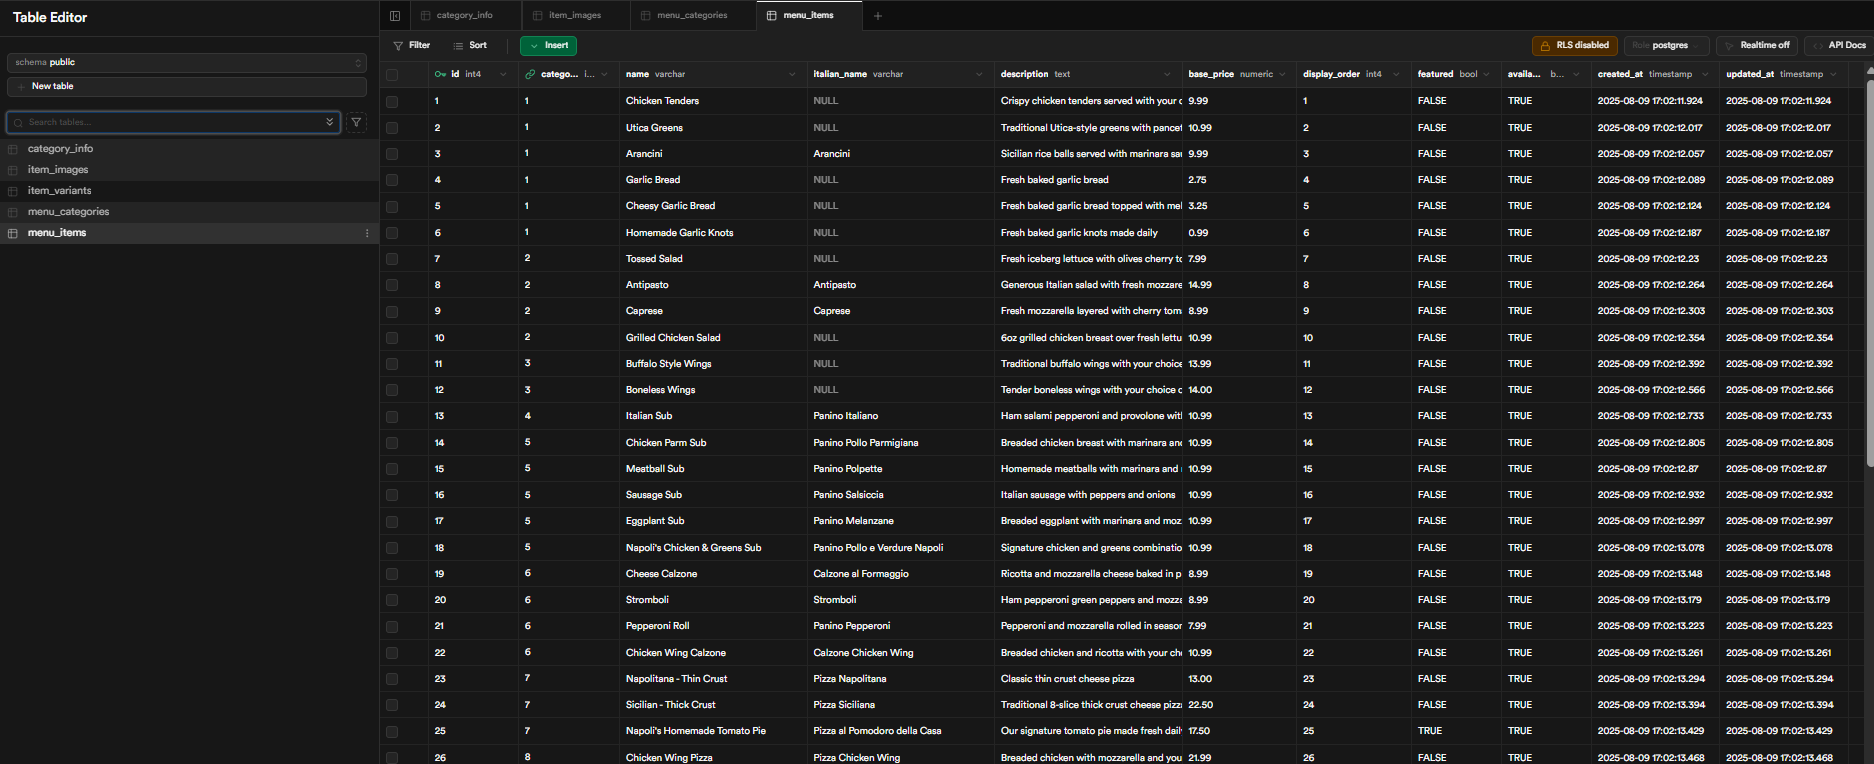 Table Editor
category_info
item_images
menu_categories
menu_items
Filter
Sort
Insert
RLS disabled
Role postgres
Realtime off
API Docs
schema public
New table
Search tables...
category_info
item_images
item_variants
menu_categories
menu_items
id int4 catego... i... name varchar italian_name varchar description text base_price numeric display_order int4 featured bool availa... b... created_at timestamp updated_at timestamp
1 1 Chicken Tenders NULL Crispy chicken tenders served with your c 9.99 1 FALSE TRUE 2025-08-09 17:02:11.924 2025-08-09 17:02:11.924
2 1 Utica Greens NULL Traditional Utica-style greens with pancet 10.99 2 FALSE TRUE 2025-08-09 17:02:12.017 2025-08-09 17:02:12.017
3 1 Arancini Arancini Sicilian rice balls served with marinara sau 9.99 3 FALSE TRUE 2025-08-09 17:02:12.057 2025-08-09 17:02:12.057
4 1 Garlic Bread NULL Fresh baked garlic bread 2.75 4 FALSE TRUE 2025-08-09 17:02:12.089 2025-08-09 17:02:12.089
5 1 Cheesy Garlic Bread NULL Fresh baked garlic bread topped with mel 3.25 5 FALSE TRUE 2025-08-09 17:02:12.124 2025-08-09 17:02:12.124
6 1 Homemade Garlic Knots NULL Fresh baked garlic knots made daily 0.99 6 FALSE TRUE 2025-08-09 17:02:12.187 2025-08-09 17:02:12.187
7 2 Tossed Salad NULL Fresh iceberg lettuce with olives cherry to 7.99 7 FALSE TRUE 2025-08-09 17:02:12.23 2025-08-09 17:02:12.23
8 2 Antipasto Antipasto Generous Italian salad with fresh mozzare 14.99 8 FALSE TRUE 2025-08-09 17:02:12.264 2025-08-09 17:02:12.264
9 2 Caprese Caprese Fresh mozzarella layered with cherry tom 8.99 9 FALSE TRUE 2025-08-09 17:02:12.303 2025-08-09 17:02:12.303
10 2 Grilled Chicken Salad NULL 6oz grilled chicken breast over fresh lettu 10.99 10 FALSE TRUE 2025-08-09 17:02:12.354 2025-08-09 17:02:12.354
11 3 Buffalo Style Wings NULL Traditional buffalo wings with your choice 13.99 11 FALSE TRUE 2025-08-09 17:02:12.392 2025-08-09 17:02:12.392
12 3 Boneless Wings NULL Tender boneless wings with your choice c 14.00 12 FALSE TRUE 2025-08-09 17:02:12.566 2025-08-09 17:02:12.566
13 4 Italian Sub Panino Italiano Ham salami pepperoni and provolone wit 10.99 13 FALSE TRUE 2025-08-09 17:02:12.733 2025-08-09 17:02:12.733
14 5 Chicken Parm Sub Panino Pollo Parmigiana Breaded chicken breast with marinara and 10.99 14 FALSE TRUE 2025-08-09 17:02:12.805 2025-08-09 17:02:12.805
15 5 Meatball Sub Panino Polpette Homemade meatballs with marinara and 10.99 15 FALSE TRUE 2025-08-09 17:02:12.87 2025-08-09 17:02:12.87
16 5 Sausage Sub Panino Salsiccia Italian sausage with peppers and onions 10.99 16 FALSE TRUE 2025-08-09 17:02:12.932 2025-08-09 17:02:12.932
17 5 Eggplant Sub Panino Melanzane Breaded eggplant with marinara and moz 10.99 17 FALSE TRUE 2025-08-09 17:02:12.997 2025-08-09 17:02:12.997
18 5 Napoli's Chicken & Greens Sub Panino Pollo e Verdure Napoli Signature chicken and greens combinatio 10.99 18 FALSE TRUE 2025-08-09 17:02:13.078 2025-08-09 17:02:13.078
19 6 Cheese Calzone Calzone al Formaggio Ricotta and mozzarella cheese baked in p 8.99 19 FALSE TRUE 2025-08-09 17:02:13.148 2025-08-09 17:02:13.148
20 6 Stromboli Stromboli Ham pepperoni green peppers and mozza 8.99 20 FALSE TRUE 2025-08-09 17:02:13.179 2025-08-09 17:02:13.179
21 6 Pepperoni Roll Panino Pepperoni Pepperoni and mozzarella rolled in seasor 7.99 21 FALSE TRUE 2025-08-09 17:02:13.223 2025-08-09 17:02:13.223
22 6 Chicken Wing Calzone Calzone Chicken Wing Breaded chicken and ricotta with your ch 10.99 22 FALSE TRUE 2025-08-09 17:02:13.261 2025-08-09 17:02:13.261
23 7 Napolitana - Thin Crust Pizza Napolitana Classic thin crust cheese pizza 13.00 23 FALSE TRUE 2025-08-09 17:02:13.294 2025-08-09 17:02:13.294
24 7 Sicilian - Thick Crust Pizza Siciliana Traditional 8-slice thick crust cheese pizz 22.50 24 FALSE TRUE 2025-08-09 17:02:13.394 2025-08-09 17:02:13.394
25 7 Napoli's Homemade Tomato Pie Pizza al Pomodoro della Casa Our signature tomato pie made fresh dail 17.50 25 TRUE TRUE 2025-08-09 17:02:13.429 2025-08-09 17:02:13.429
26 8 Chicken Wing Pizza Pizza Chicken Wing Breaded chicken with mozzarella and you 21.99 26 FALSE TRUE 2025-08-09 17:02:13.468 2025-08-09 17:02:13.468